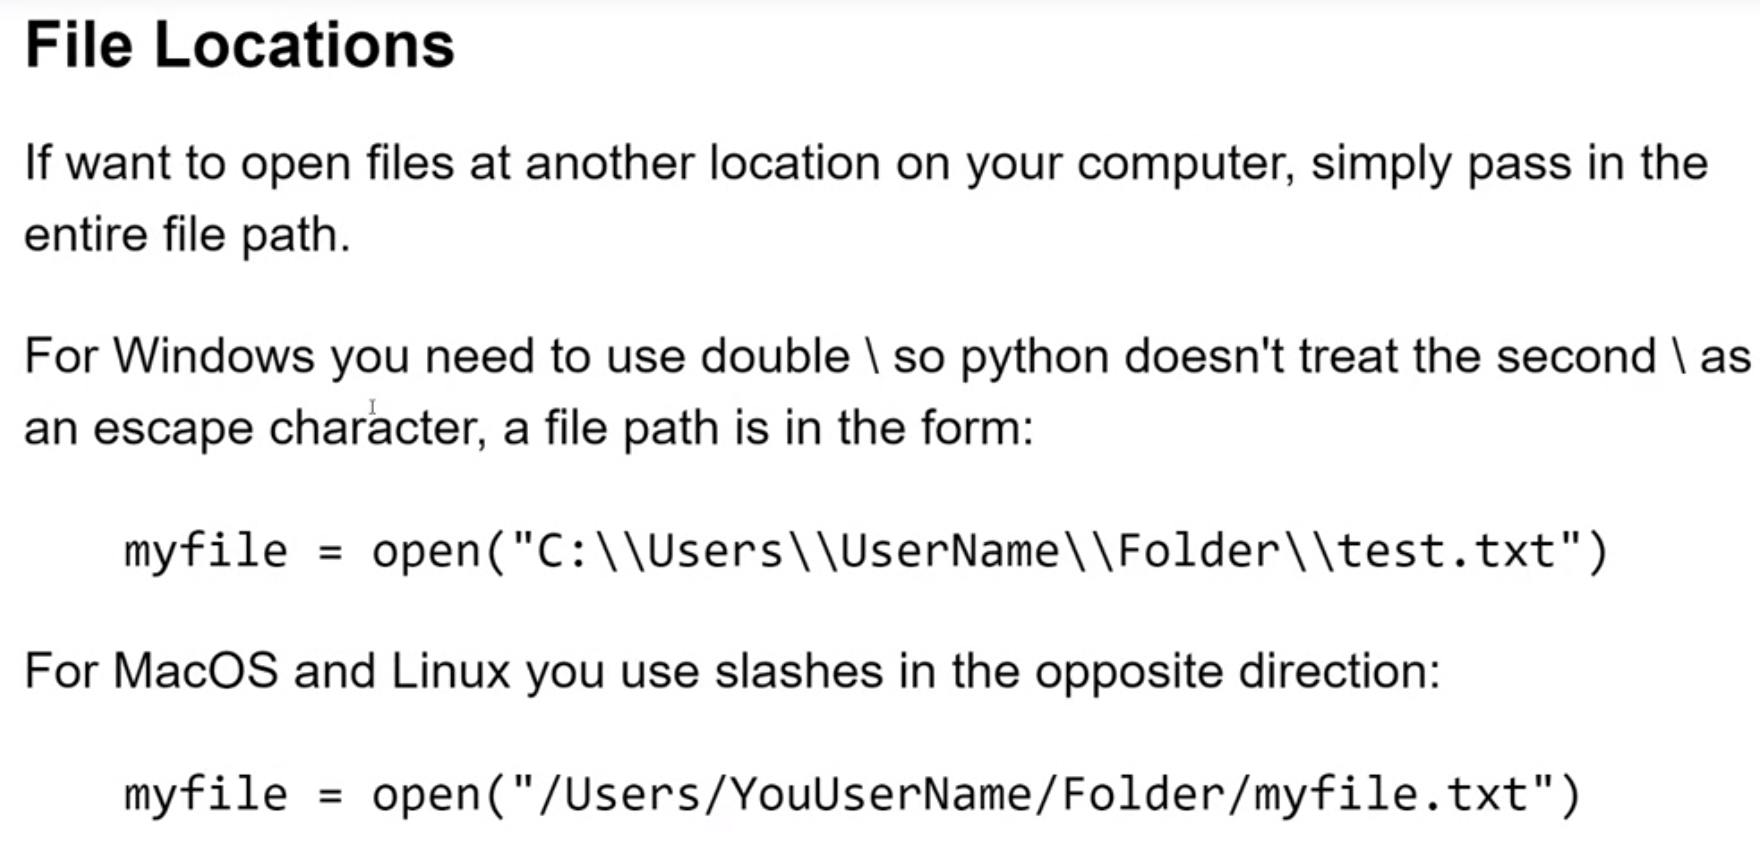 File Locations
If want to open files at another location on your computer, simply pass in the
entire file path.
For Windows you need to use double \ so python doesn't treat the second \ as
an escape character, a file path is in the form:
myfile = open("C:\\Users\\UserName\\Folder\\test.txt")
For MacOS and Linux you use slashes in the opposite direction:
myfile = open("/Users/YouUserName/Folder/myfile.txt")